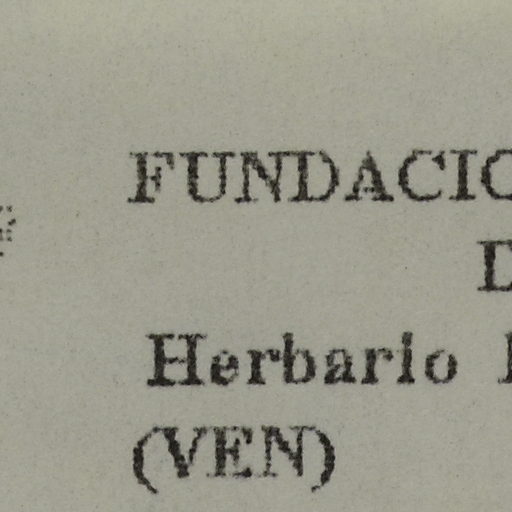 FUNDACIO
D
Herbario
(VEN)